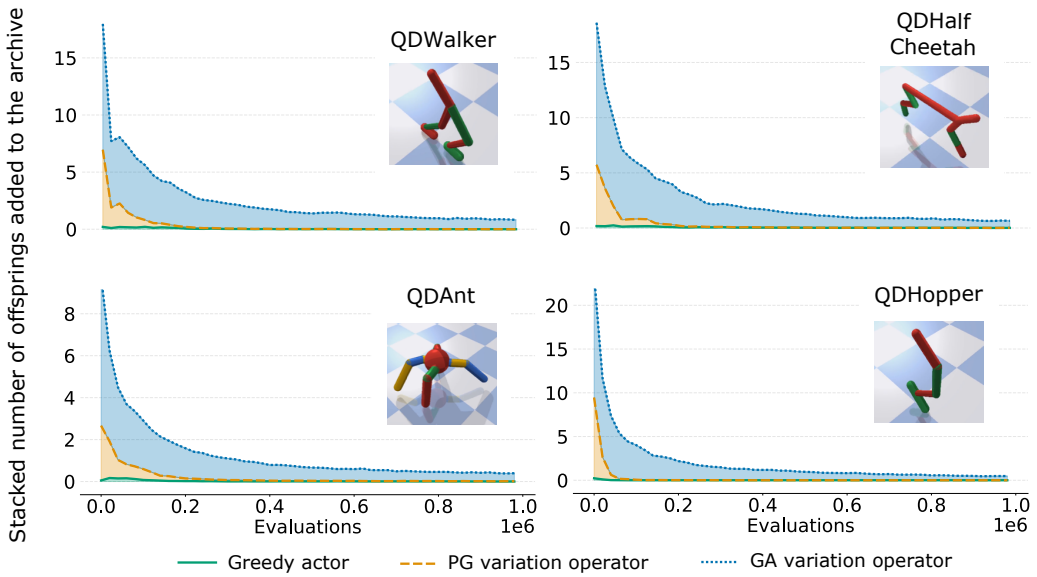 Stacked number of offsprings added to the archive
QDWalker
15
10
5
0
QDHalf
Cheetah
15
10
5
0
QDAnt
8
6
4
2
0
0.0 0.2 0.4 0.6 0.8 1.0
Evaluations
1e6
QDHopper
20
15
10
5
0
0.0 0.2 0.4 0.6 0.8 1.0
Evaluations
1e6
Greedy actor PG variation operator GA variation operator